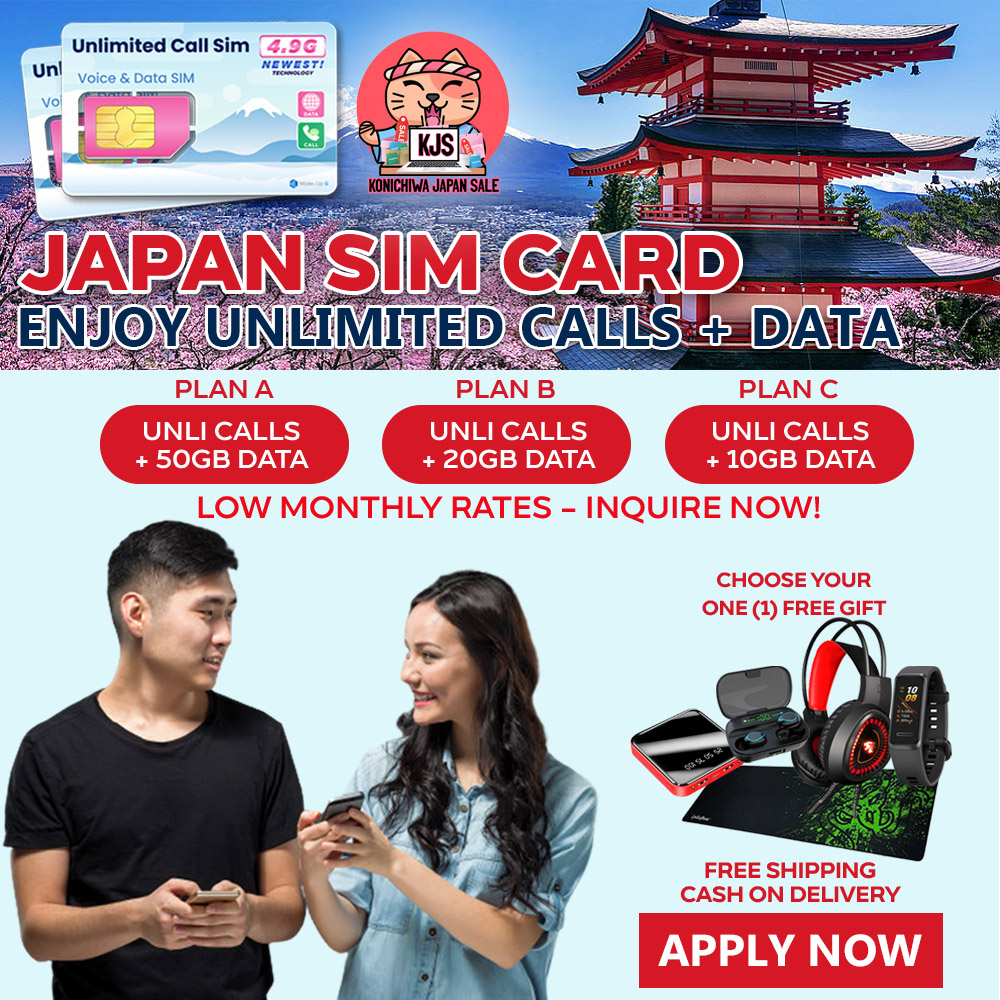 Unlimited Call Sim 4.9G
NEWEST!
TECHNOLOGY
Voice & Data SIM
DATA
CALL
Unl
Vo
SALE
KJS
KONICHIWA JAPAN SALE
JAPAN SIM CARD
ENJOY UNLIMITED CALLS + DATA
PLAN A
UNLI CALLS
+ 50GB DATA
PLAN B
UNLI CALLS
+ 20GB DATA
PLAN C
UNLI CALLS
+ 10GB DATA
LOW MONTHLY RATES – INQUIRE NOW!
CHOOSE YOUR
ONE (1) FREE GIFT
10
08
FREE SHIPPING
CASH ON DELIVERY
APPLY NOW